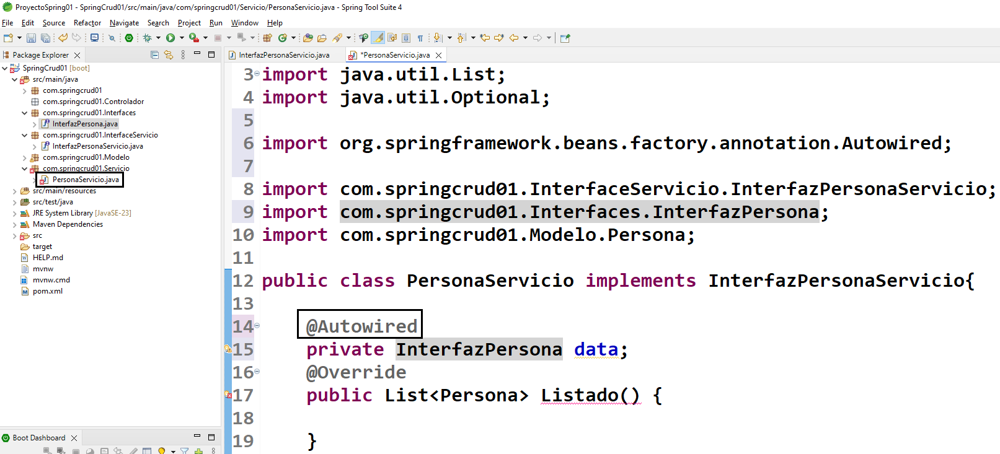 ProyectoSpring01 - SpringCrud01/src/main/java/com/springcrud01/Servicio/PersonaServicio.java - Spring Tool Suite 4
File Edit Source Refactor Navigate Search Project Run Window Help
Package Explorer
SpringCrud01 [boot]
src/main/java
com.springcrud01
com.springcrud01.Controlador
com.springcrud01.Interfaces
InterfazPersona.java
com.springcrud01.InterfaceServicio
InterfazPersonaServicio.java
com.springcrud01.Modelo
com.springcrud01.Servicio
PersonaServicio.java
src/main/resources
src/test/java
JRE System Library [JavaSE-23]
Maven Dependencies
src
target
HELP.md
mvnw
mvnw.cmd
pom.xml
Boot Dashboard
InterfazPersonaServicio.java *PersonaServicio.java
3 import java.util.List;
4 import java.util.Optional;
5
6 import org.springframework.beans.factory.annotation.Autowired;
7
8 import com.springcrud01.InterfaceServicio.InterfazPersonaServicio;
9 import com.springcrud01.Interfaces.InterfazPersona;
10 import com.springcrud01.Modelo.Persona;
11
12 public class PersonaServicio implements InterfazPersonaServicio{
13
14 @Autowired
15 private InterfazPersona data;
16 @Override
17 public List<Persona> Listado() {
18
19 }